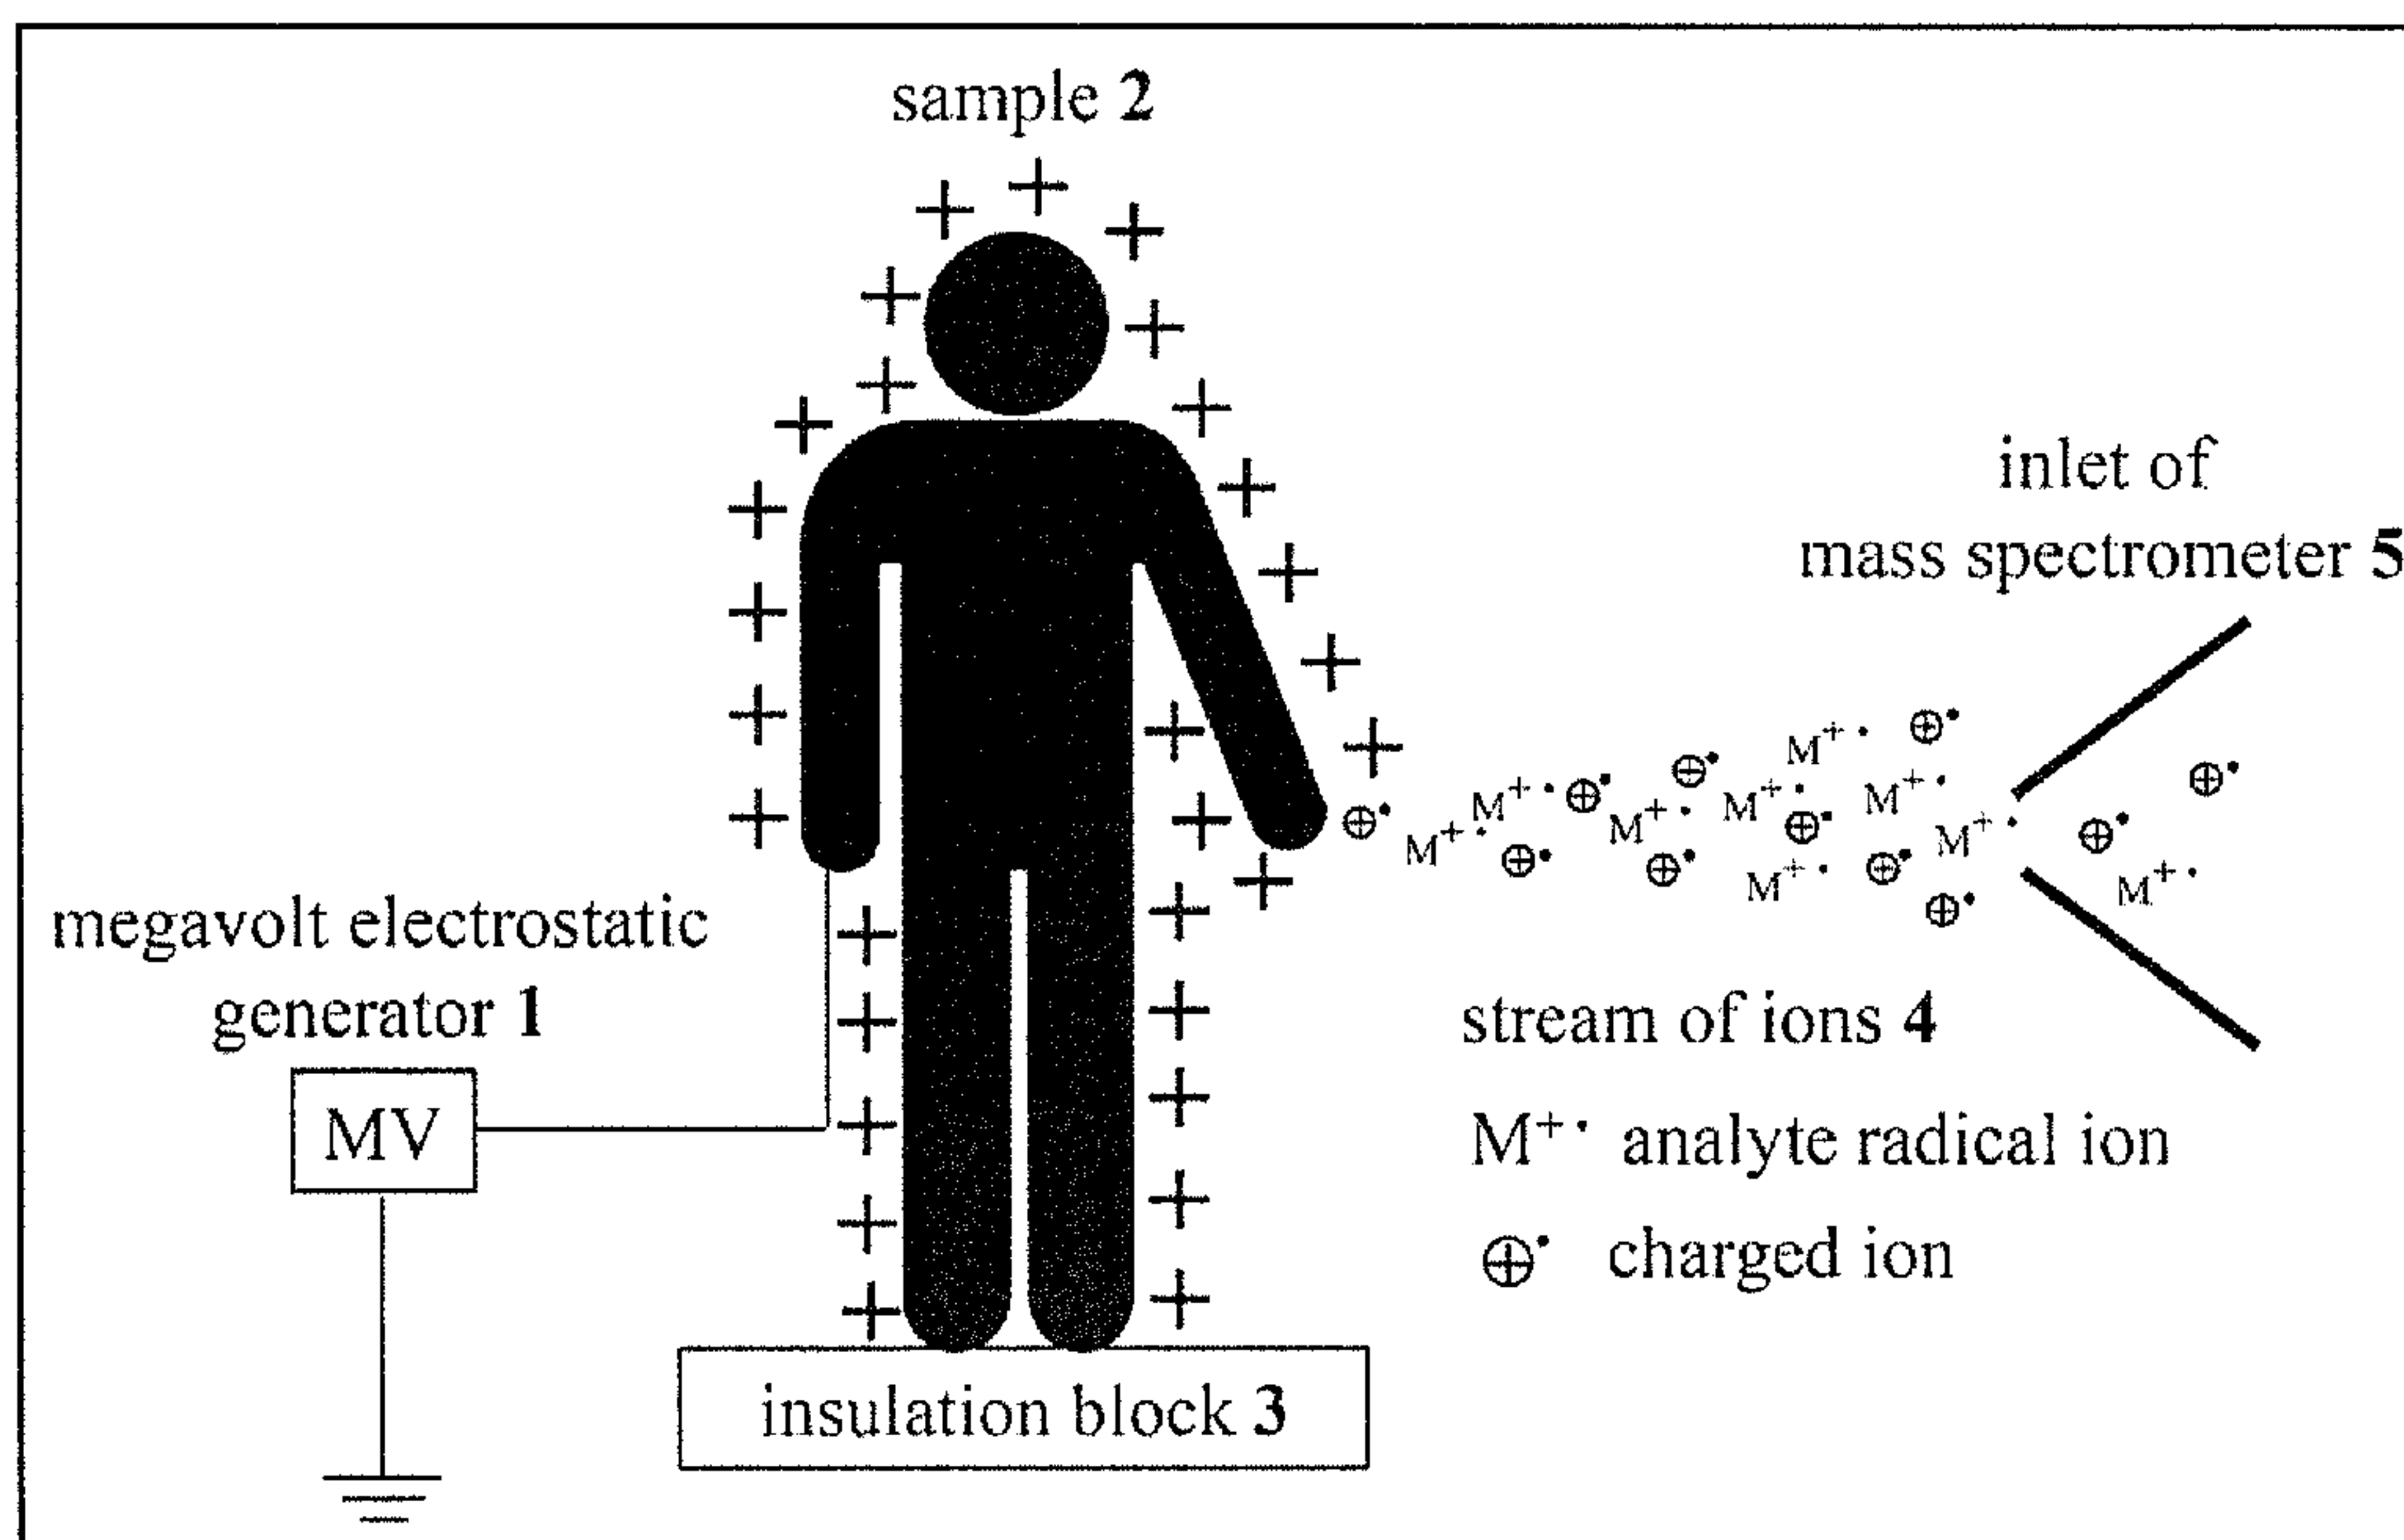 sample 2
inlet of
mass spectrometer 5
M⁺· M⁺· M⁺· M⁺· M⁺· M⁺· M⁺· M⁺· M⁺·
megavolt electrostatic
generator 1
MV
stream of ions 4
M⁺· analyte radical ion
⊕· charged ion
insulation block 3